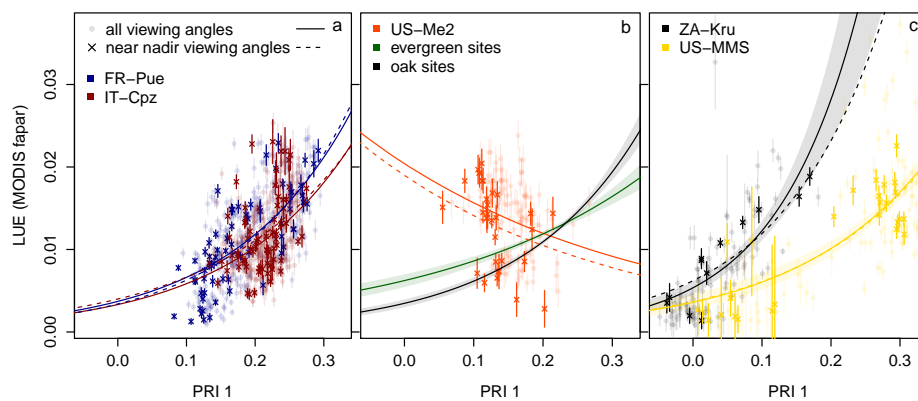 LUE (MODIS fapar)
0.00
0.01
0.02
0.03
a
all viewing angles
near nadir viewing angles
FR−Pue
IT−Cpz
0.0 0.1 0.2 0.3
PRI 1
b
US−Me2
evergreen sites
oak sites
0.0 0.1 0.2 0.3
PRI 1
c
ZA−Kru
US−MMS
0.0 0.1 0.2 0.3
PRI 1